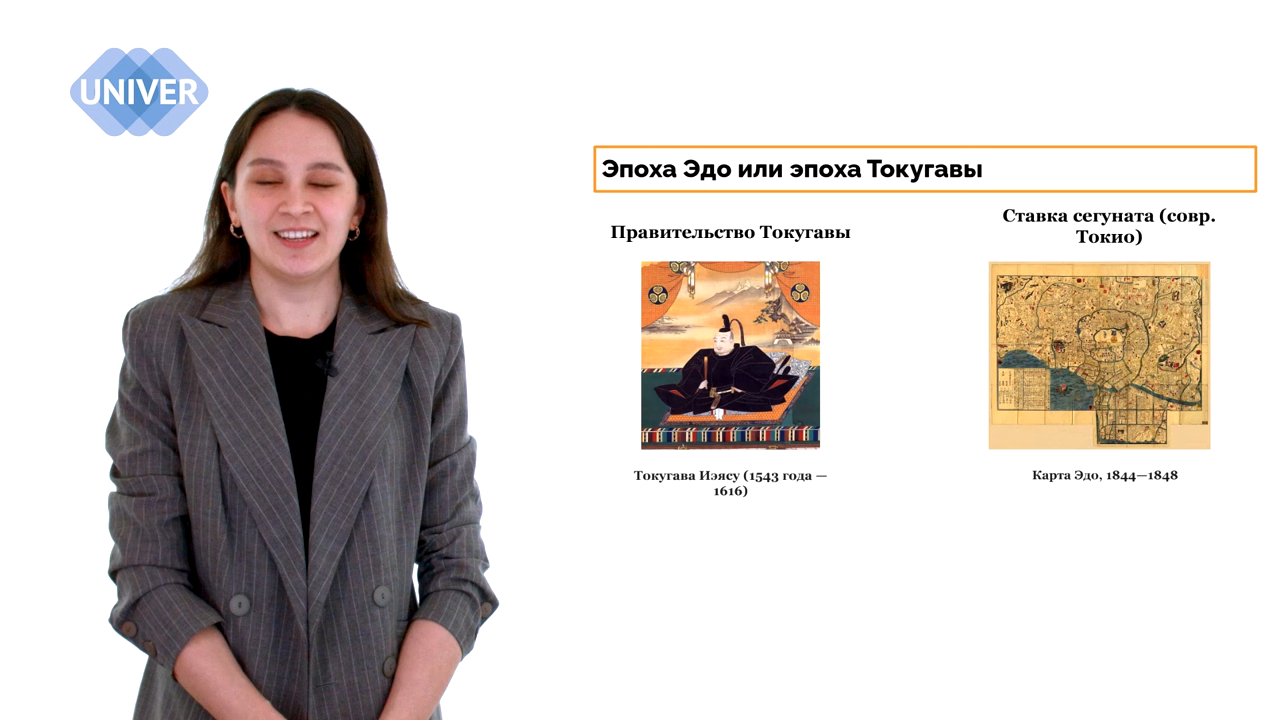 UNIVER
Эпоха Эдо или эпоха Токугавы
Правительство Токугавы
Ставка сегуната (совр.
Токио)
Токугава Иэясу (1543 года —
1616)
Карта Эдо, 1844—1848